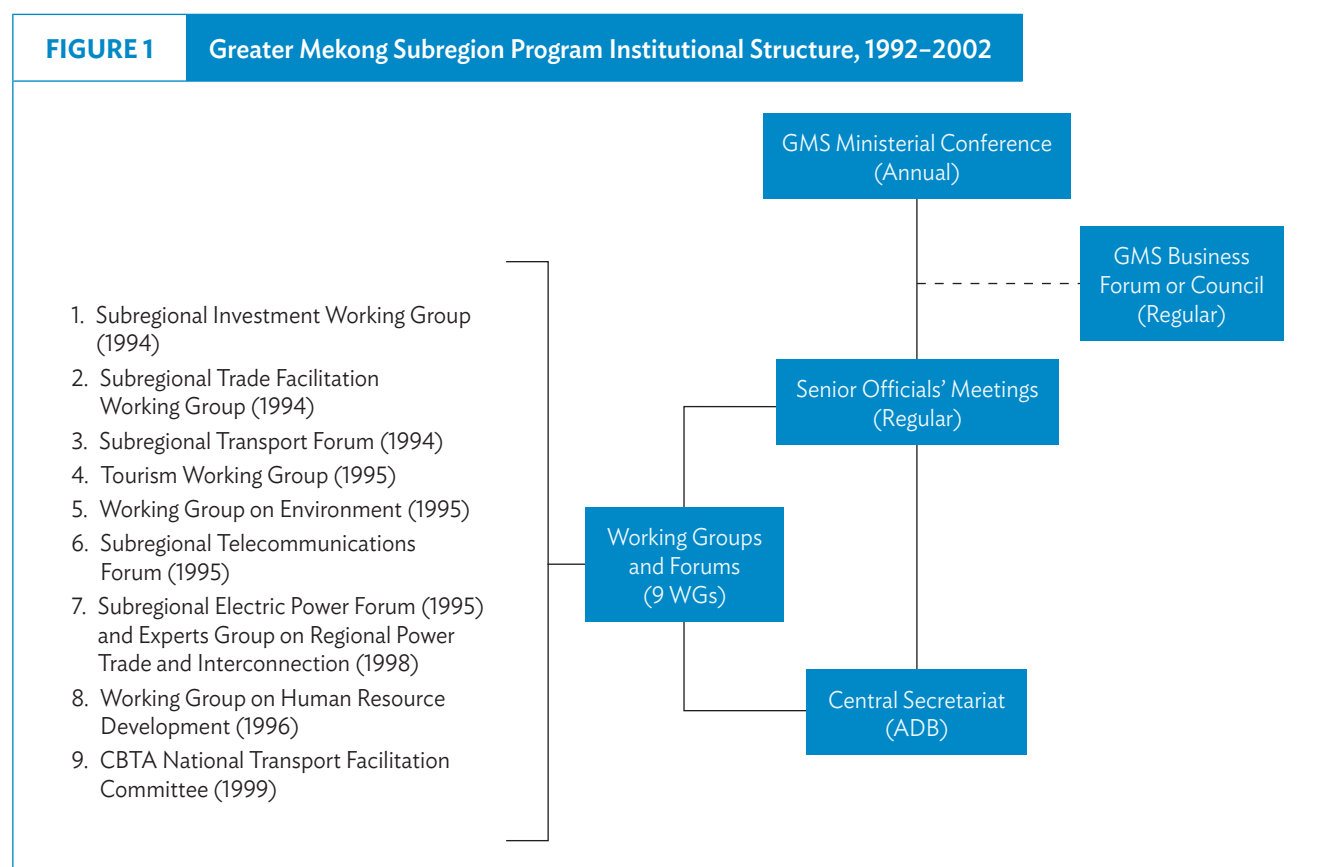 FIGURE 1
Greater Mekong Subregion Program Institutional Structure, 1992–2002
GMS Ministerial Conference
(Annual)
GMS Business
Forum or Council
(Regular)
Senior Officials’ Meetings
(Regular)
Working Groups
and Forums
(9 WGs)
Central Secretariat
(ADB)
1. Subregional Investment Working Group
(1994)
2. Subregional Trade Facilitation
Working Group (1994)
3. Subregional Transport Forum (1994)
4. Tourism Working Group (1995)
5. Working Group on Environment (1995)
6. Subregional Telecommunications
Forum (1995)
7. Subregional Electric Power Forum (1995)
and Experts Group on Regional Power
Trade and Interconnection (1998)
8. Working Group on Human Resource
Development (1996)
9. CBTA National Transport Facilitation
Committee (1999)